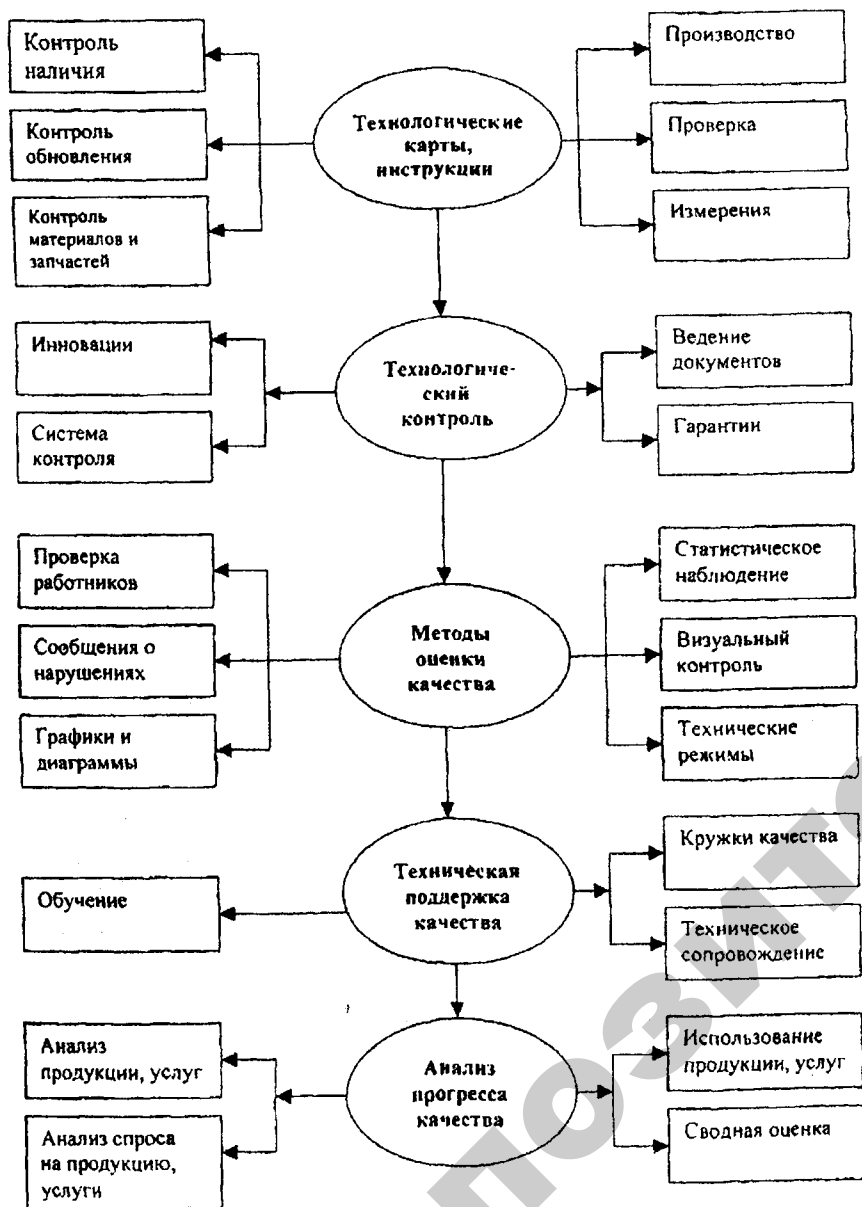 Контроль
наличия
Контроль
обновления
Контроль
материалов и
запчастей
Технологические
карты,
инструкции
Производство
Проверка
Измерения
Инновации
Система
контроля
Технологиче-
ский
контроль
Ведение
документов
Гарантии
Проверка
работников
Сообщения о
нарушениях
Графики и
диаграммы
Методы
оценки
качества
Статистическое
наблюдение
Визуальный
контроль
Технические
режимы
Обучение
Техническая
поддержка
качества
Кружки качества
Техническое
сопровождение
Анализ
продукции, услуг
Анализ спроса
на продукцию,
услуги
Анализ
прогресса
качества
Использование
продукции, услуг
Сводная оценка
позито